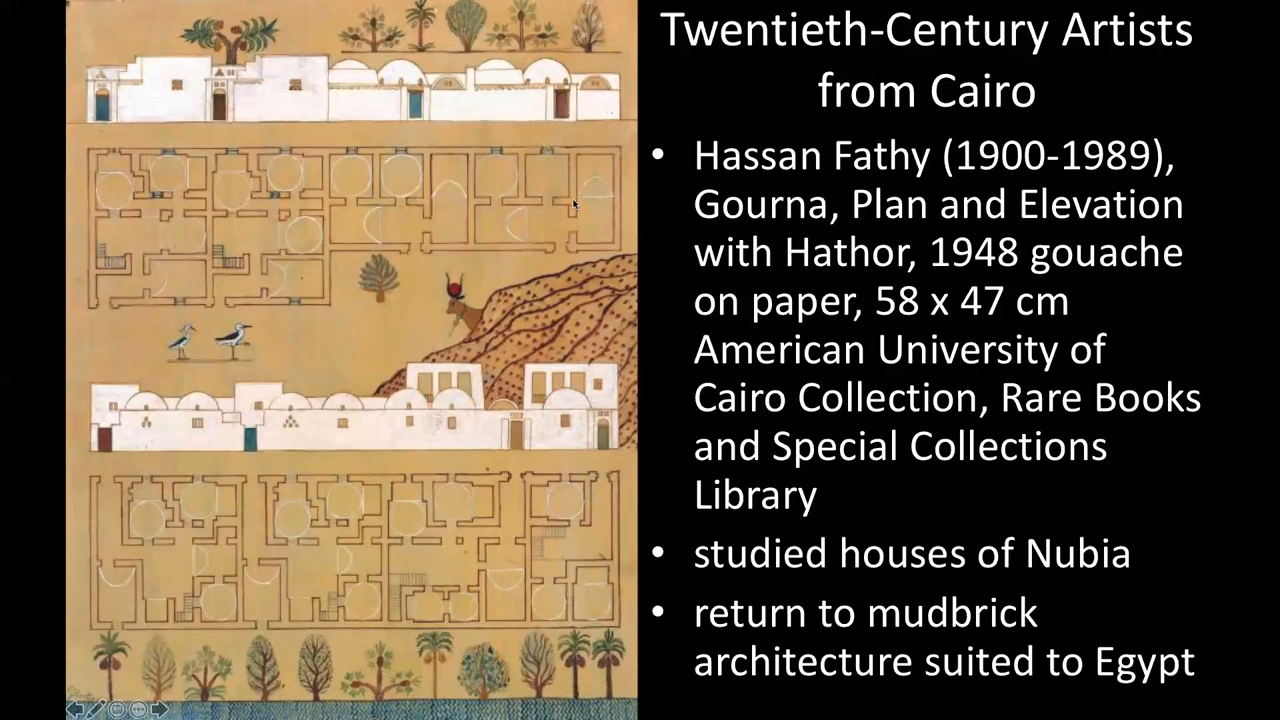 Twentieth-Century Artists
from Cairo
• Hassan Fathy (1900-1989),
Gourna, Plan and Elevation
with Hathor, 1948 gouache
on paper, 58 x 47 cm
American University of
Cairo Collection, Rare Books
and Special Collections
Library
• studied houses of Nubia
• return to mudbrick
architecture suited to Egypt